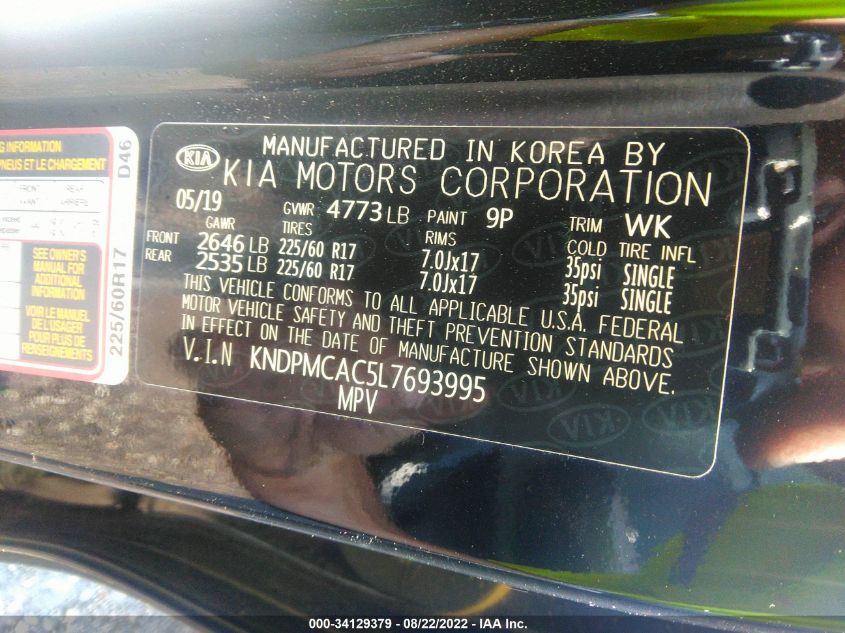 NG INFORMATION
PNEUS ET LE CHARGEMENT
FRONT REAR
SEE OWNER'S
MANUAL FOR
ADDITIONAL
INFORMATION
VOIR LE MANUEL
DE L'USAGER
POUR PLUS DE
RENSEIGNEMENTS
D46
225/60R17
KIA
MANUFACTURED IN KOREA BY
KIA MOTORS CORPORATION
05/19 GVWR 4773 LB PAINT 9P TRIM WK
GAWR TIRES RIMS COLD TIRE INFL
FRONT 2646 LB 225/60 R17 7.0Jx17 35psi SINGLE
REAR 2535 LB 225/60 R17 7.0Jx17 35psi SINGLE
THIS VEHICLE CONFORMS TO ALL APPLICABLE U.S.A. FEDERAL
MOTOR VEHICLE SAFETY AND THEFT PREVENTION STANDARDS
IN EFFECT ON THE DATE OF MANUFACTURE SHOWN ABOVE.
V.I.N KNDPMCAC5L7693995
MPV
000-34129379 - 08/22/2022 - IAA Inc.